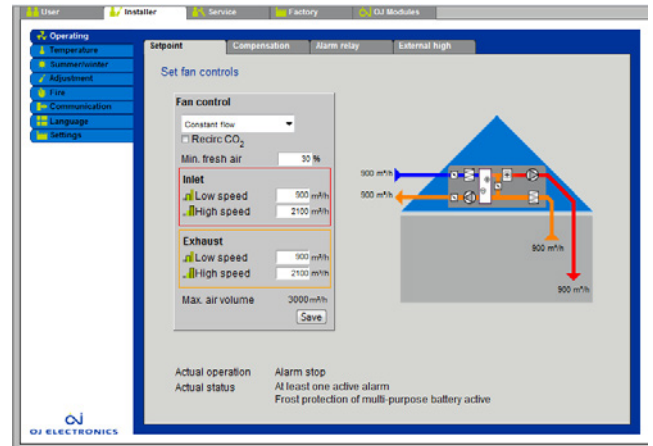 User Installer Service Factory OJ Modules
Operating
Temperature
Summer/winter
Adjustment
Fire
Communication
Language
Settings
Setpoint Compensation Alarm relay External high
Set fan controls
Fan control
Constant flow
Recirc CO2
Min. fresh air 30 %
Inlet
Low speed 900 m³/h
High speed 2100 m³/h
Exhaust
Low speed 900 m³/h
High speed 2100 m³/h
Max. air volume 3000 m³/h
Save
900 m³/h
900 m³/h
900 m³/h
900 m³/h
Actual operation Alarm stop
Actual status At least one active alarm
Frost protection of multi-purpose battery active
OJ
OJ ELECTRONICS